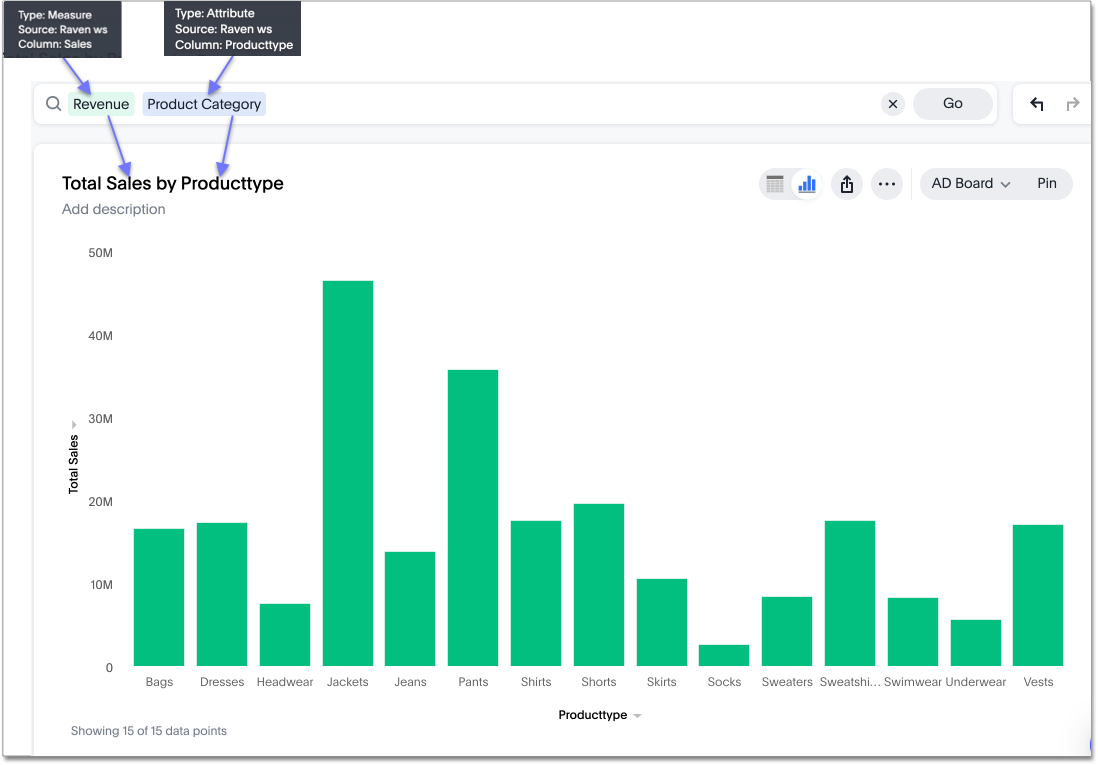 Type: Measure
Source: Raven ws
Column: Sales
Type: Attribute
Source: Raven ws
Column: Producttype
Revenue
Product Category
Go
Total Sales by Producttype
Add description
AD Board
Pin
50M
40M
30M
20M
10M
0
Total Sales
Bags
Dresses
Headwear
Jackets
Jeans
Pants
Shirts
Shorts
Skirts
Socks
Sweaters
Sweatshi...
Swimwear
Underwear
Vests
Producttype
Showing 15 of 15 data points